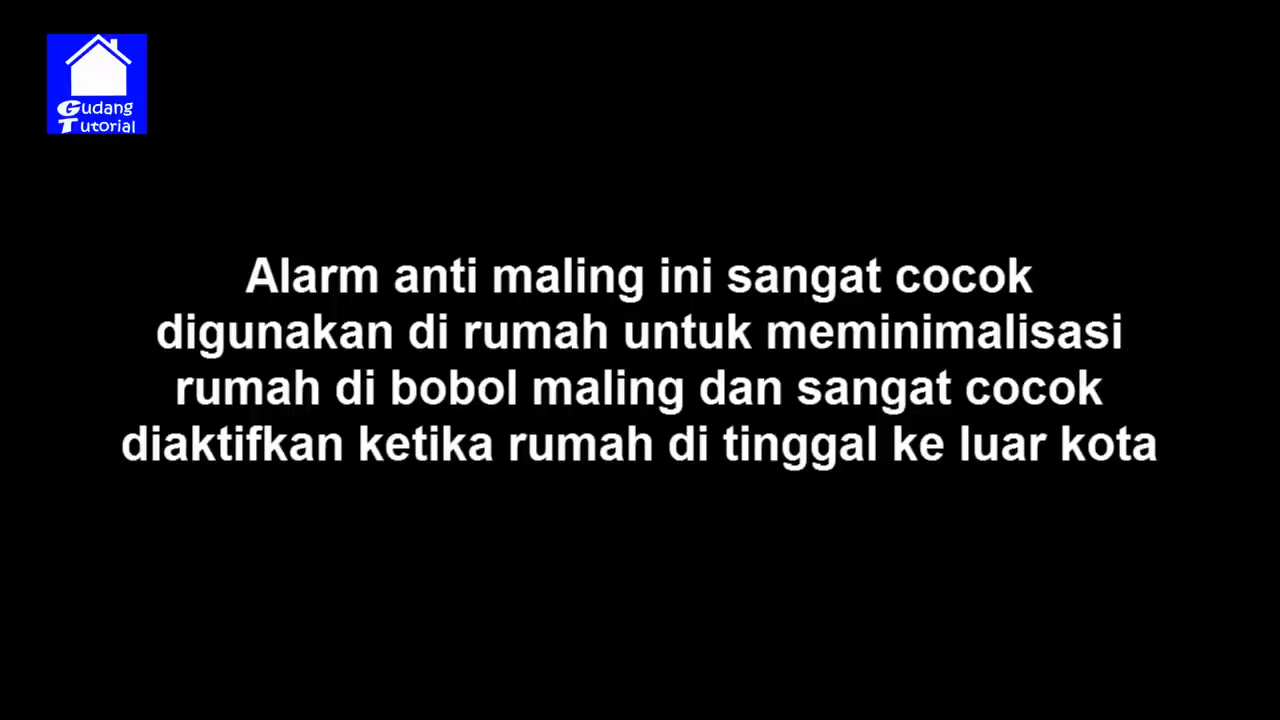 Gudang
Tutorial
Alarm anti maling ini sangat cocok
digunakan di rumah untuk meminimalisasi
rumah di bobol maling dan sangat cocok
diaktifkan ketika rumah di tinggal ke luar kota